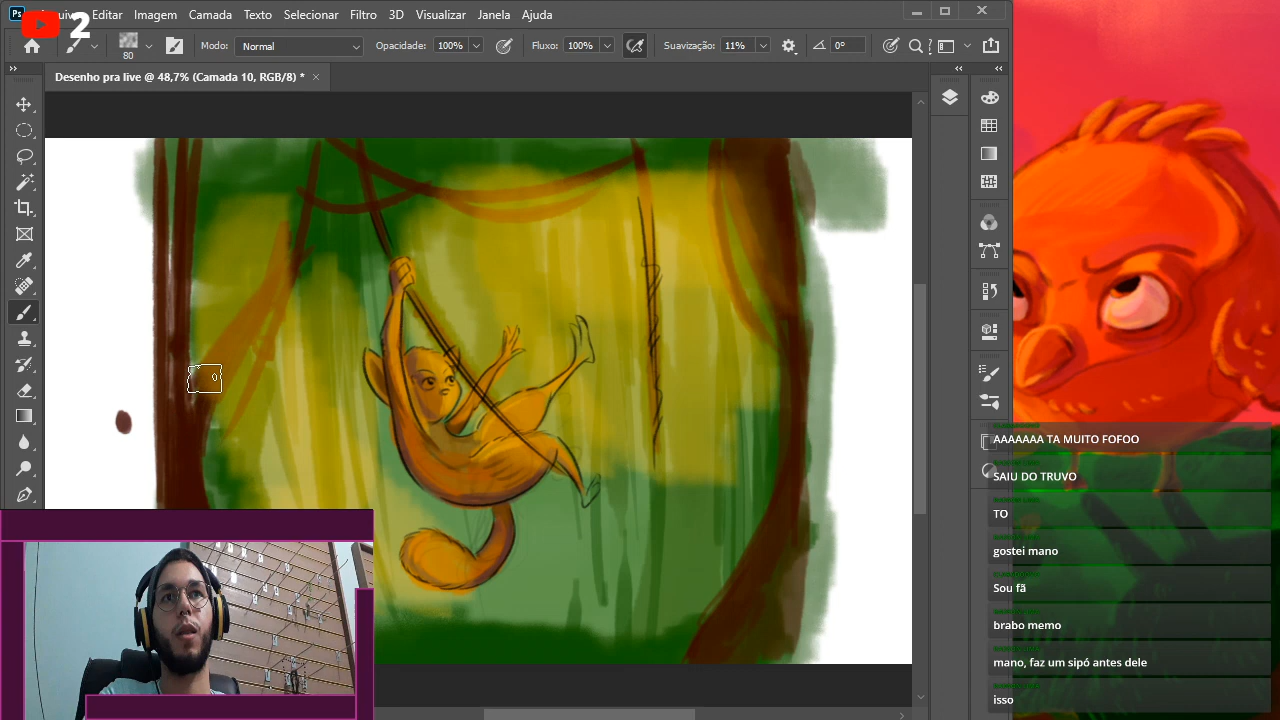 Ps
Editar Imagem Camada Texto Selecionar Filtro 3D Visualizar Janela Ajuda
2
80
Modo: Normal
Opacidade: 100%
Fluxo: 100%
Suavização: 11%
0°
Desenho pra live @ 48,7% (Camada 10, RGB/8) *
AAAAAAA TA MUITO FOFOO
SAIU DO TRUVO
TO
gostei mano
Sou fã
brabo memo
mano, faz um sipó antes dele
isso